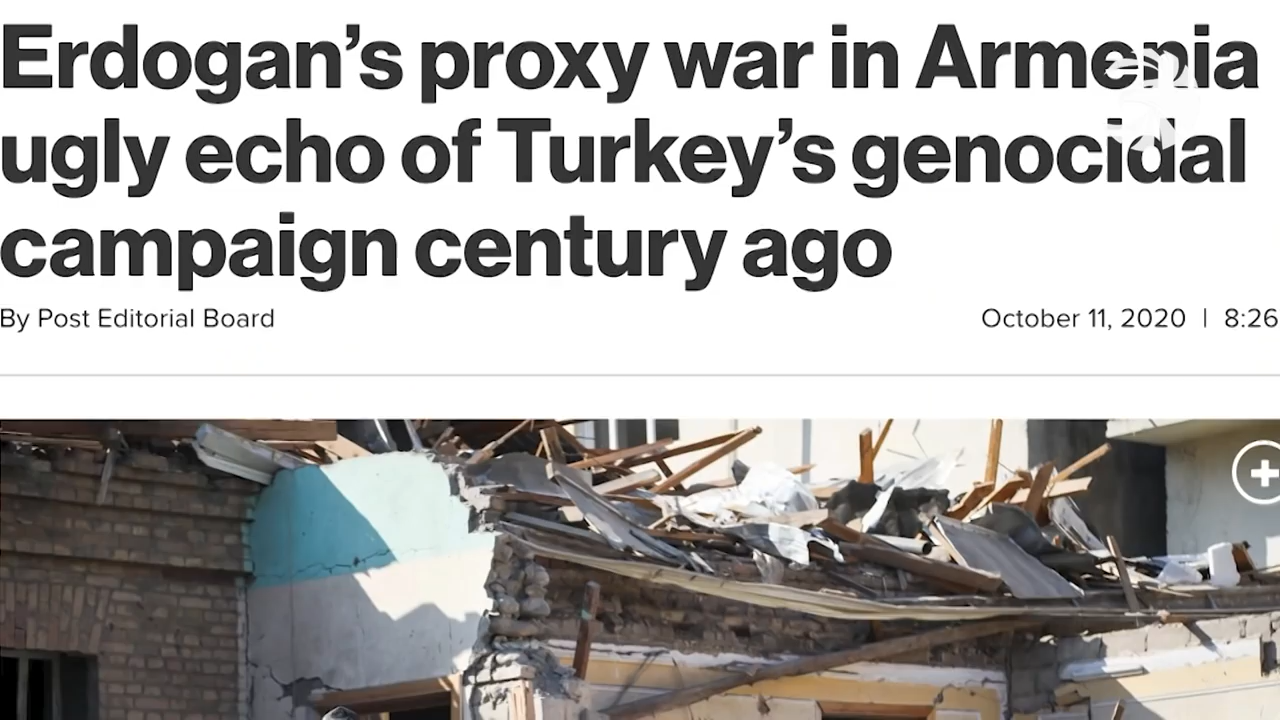 Erdogan’s proxy war in Armenia
ugly echo of Turkey’s genocidal
campaign century ago
By Post Editorial Board
October 11, 2020 | 8:26